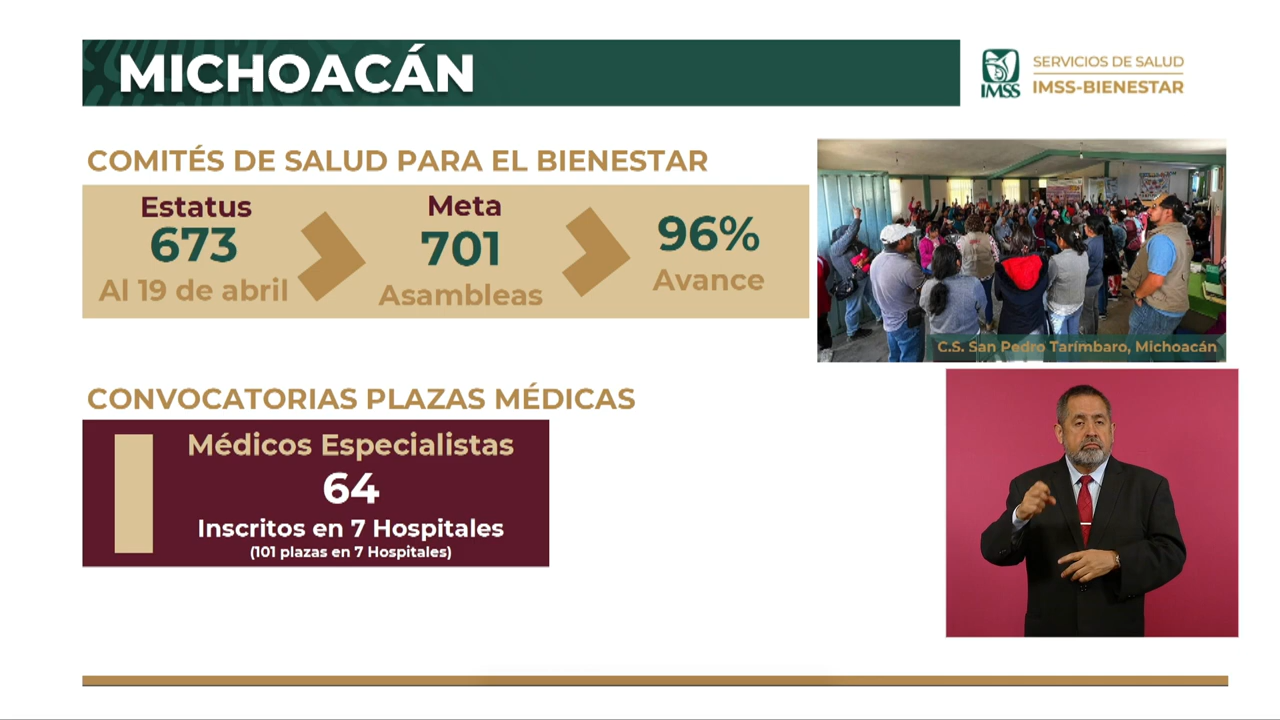 MICHOACÁN
IMSS
SERVICIOS DE SALUD
IMSS-BIENESTAR
COMITÉS DE SALUD PARA EL BIENESTAR
Estatus
673
Al 19 de abril
Meta
701
Asambleas
96%
Avance
C.S. San Pedro Tarímbaro, Michoacán
CONVOCATORIAS PLAZAS MÉDICAS
Médicos Especialistas
64
Inscritos en 7 Hospitales
(101 plazas en 7 Hospitales)